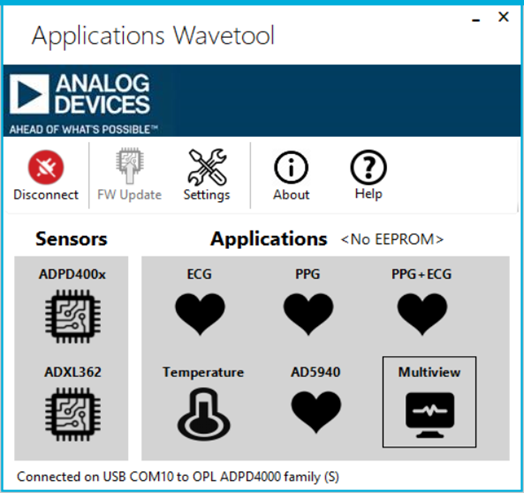 Applications Wavetool
ANALOG
DEVICES
AHEAD OF WHAT'S POSSIBLE™
Disconnect FW Update Settings About Help
Sensors Applications <No EEPROM>
ADPD400x ECG PPG PPG+ECG
ADXL362 Temperature AD5940 Multiview
Connected on USB COM10 to OPL ADPD4000 family (S)